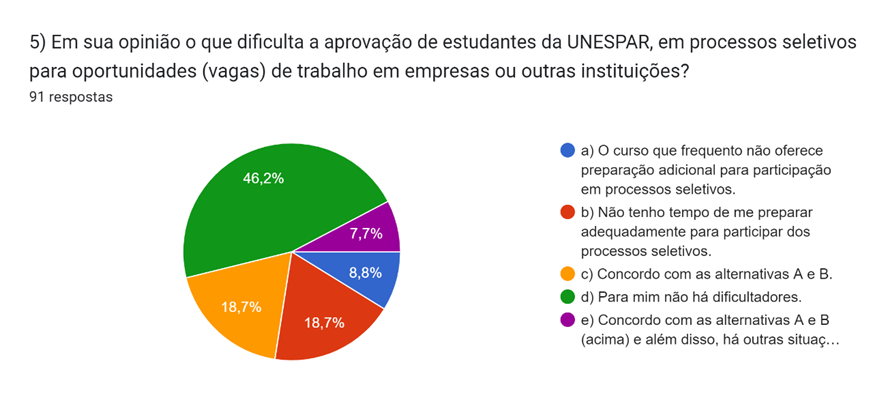 5) Em sua opinião o que dificulta a aprovação de estudantes da UNESPAR, em processos seletivos
para oportunidades (vagas) de trabalho em empresas ou outras instituições?
91 respostas
46,2%
7,7%
8,8%
18,7%
18,7%
a) O curso que frequento não oferece
preparação adicional para participação
em processos seletivos.
b) Não tenho tempo de me preparar
adequadamente para participar dos
processos seletivos.
c) Concordo com as alternativas A e B.
d) Para mim não há dificultadores.
e) Concordo com as alternativas A e B
(acima) e além disso, há outras situaç…